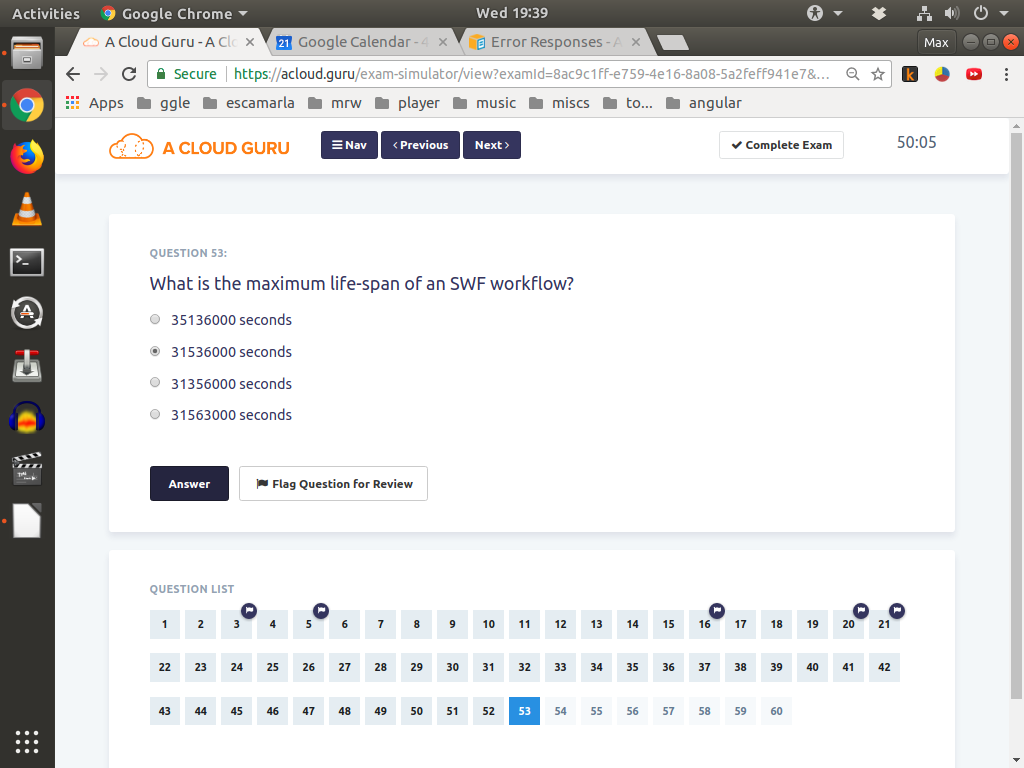 Activities Google Chrome Wed 19:39
A Cloud Guru - A Clo Google Calendar - 4 Error Responses - A Max
Secure https://acloud.guru/exam-simulator/view?examId=8ac9c1ff-e759-4e16-8a08-5a2feff941e7&...
Apps ggle escamarla mrw player music miscs to... angular
A CLOUD GURU Nav Previous Next Complete Exam 50:05
QUESTION 53:
What is the maximum life-span of an SWF workflow?
35136000 seconds
31536000 seconds
31356000 seconds
31563000 seconds
Answer Flag Question for Review
QUESTION LIST
1 2 3 4 5 6 7 8 9 10 11 12 13 14 15 16 17 18 19 20 21
22 23 24 25 26 27 28 29 30 31 32 33 34 35 36 37 38 39 40 41 42
43 44 45 46 47 48 49 50 51 52 53 54 55 56 57 58 59 60